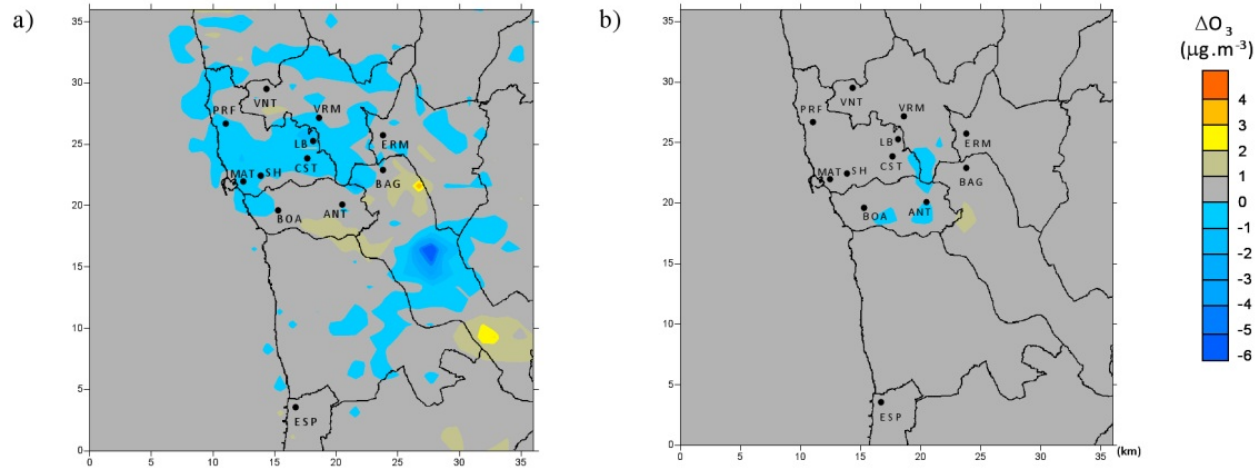 a)
35
30
25
20
15
10
5
0
0
10
15
20
25
30
35
VNT
PRF
VRM
LB
CST
ERM
MAT
SH
BAG
BOA
ANT
ESP
b)
35
30
25
20
15
10
5
0
0
10
15
20
25
30
35
(km)
VNT
PRF
VRM
LB
CST
ERM
MAT
SH
BAG
BOA
ANT
ESP
ΔO₃
(μg.m⁻³)
4
3
2
1
0
-1
-2
-3
-4
-5
-6